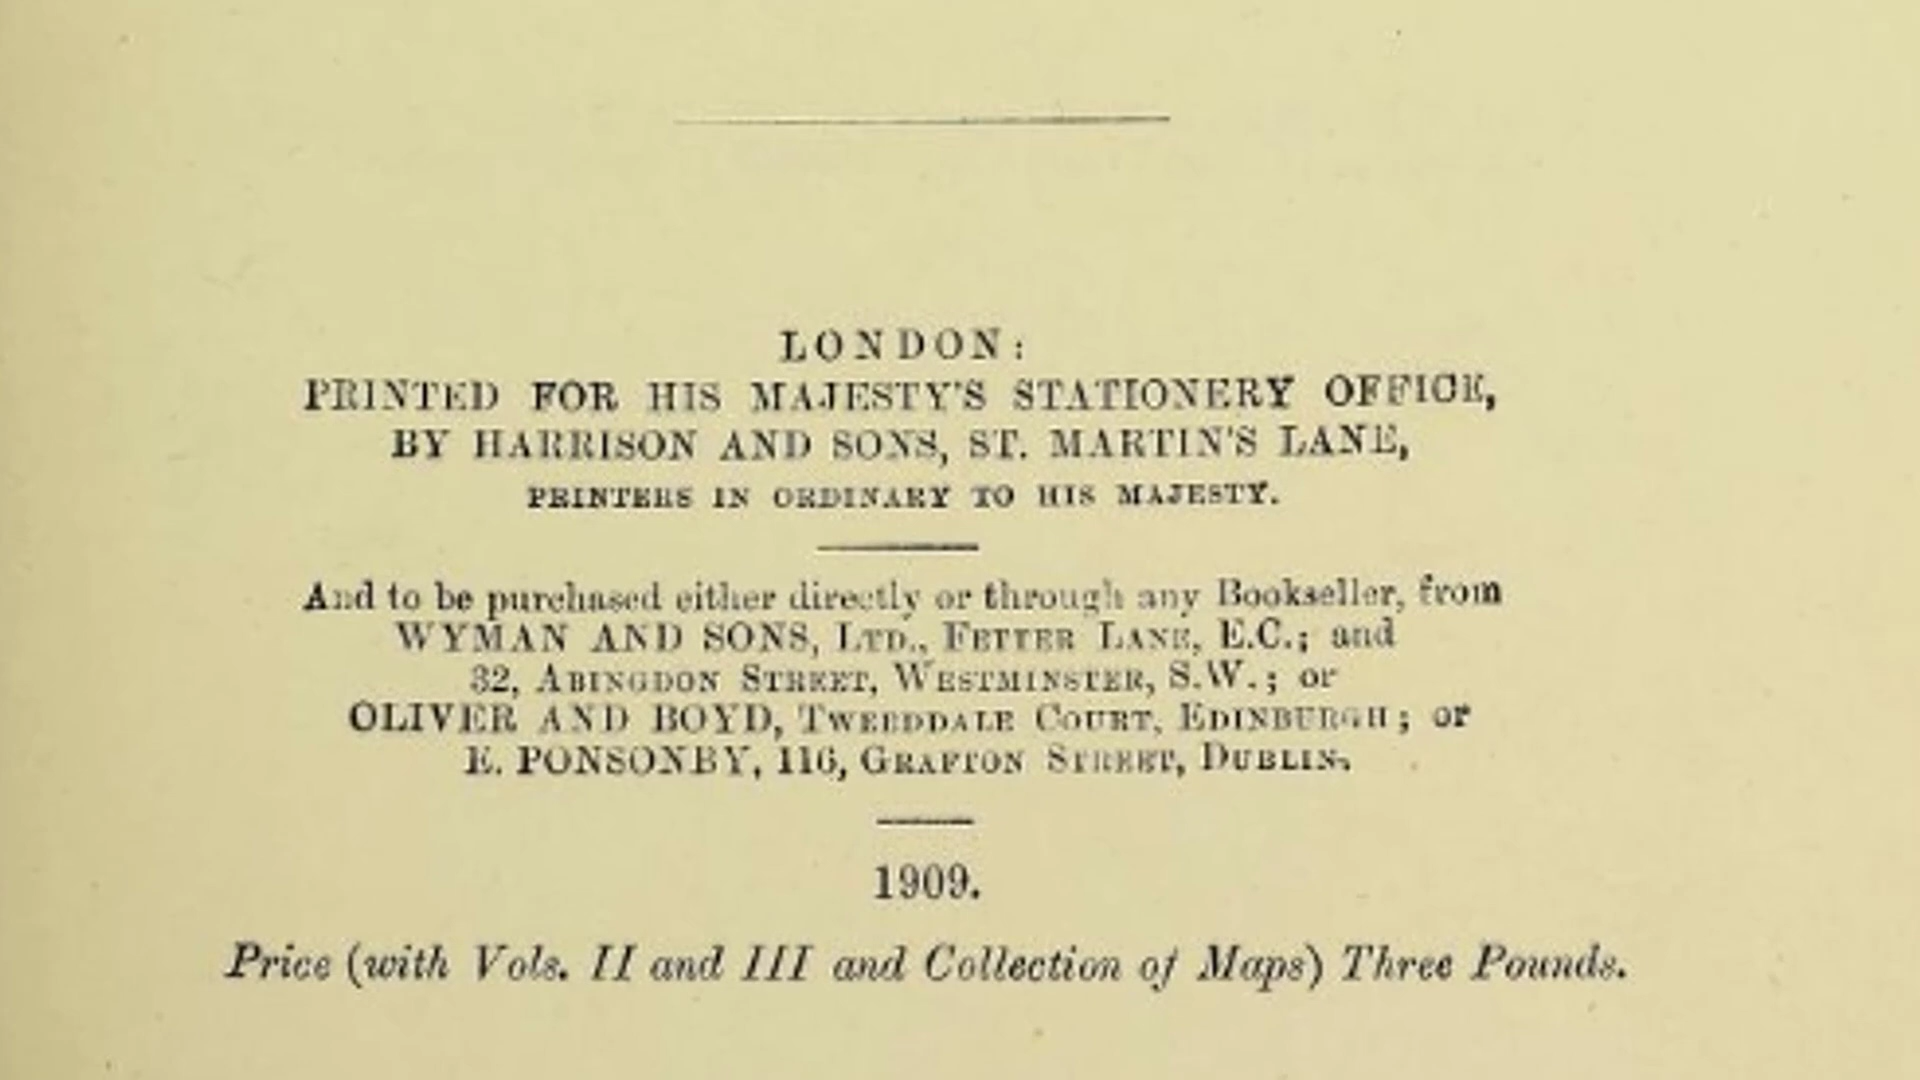 LONDON:
PRINTED FOR HIS MAJESTY'S STATIONERY OFFICE,
BY HARRISON AND SONS, ST. MARTIN'S LANE,
PRINTERS IN ORDINARY TO HIS MAJESTY.
And to be purchased either directly or through any Bookseller, from
WYMAN AND SONS, LTD., FETTER LANE, E.C.; and
32, ABINGDON STREET, WESTMINSTER, S.W.; or
OLIVER AND BOYD, TWEEDDALE COURT, EDINBURGH; or
E. PONSONBY, 116, GRAFTON STREET, DUBLIN.
1909.
Price (with Vols. II and III and Collection of Maps) Three Pounds.